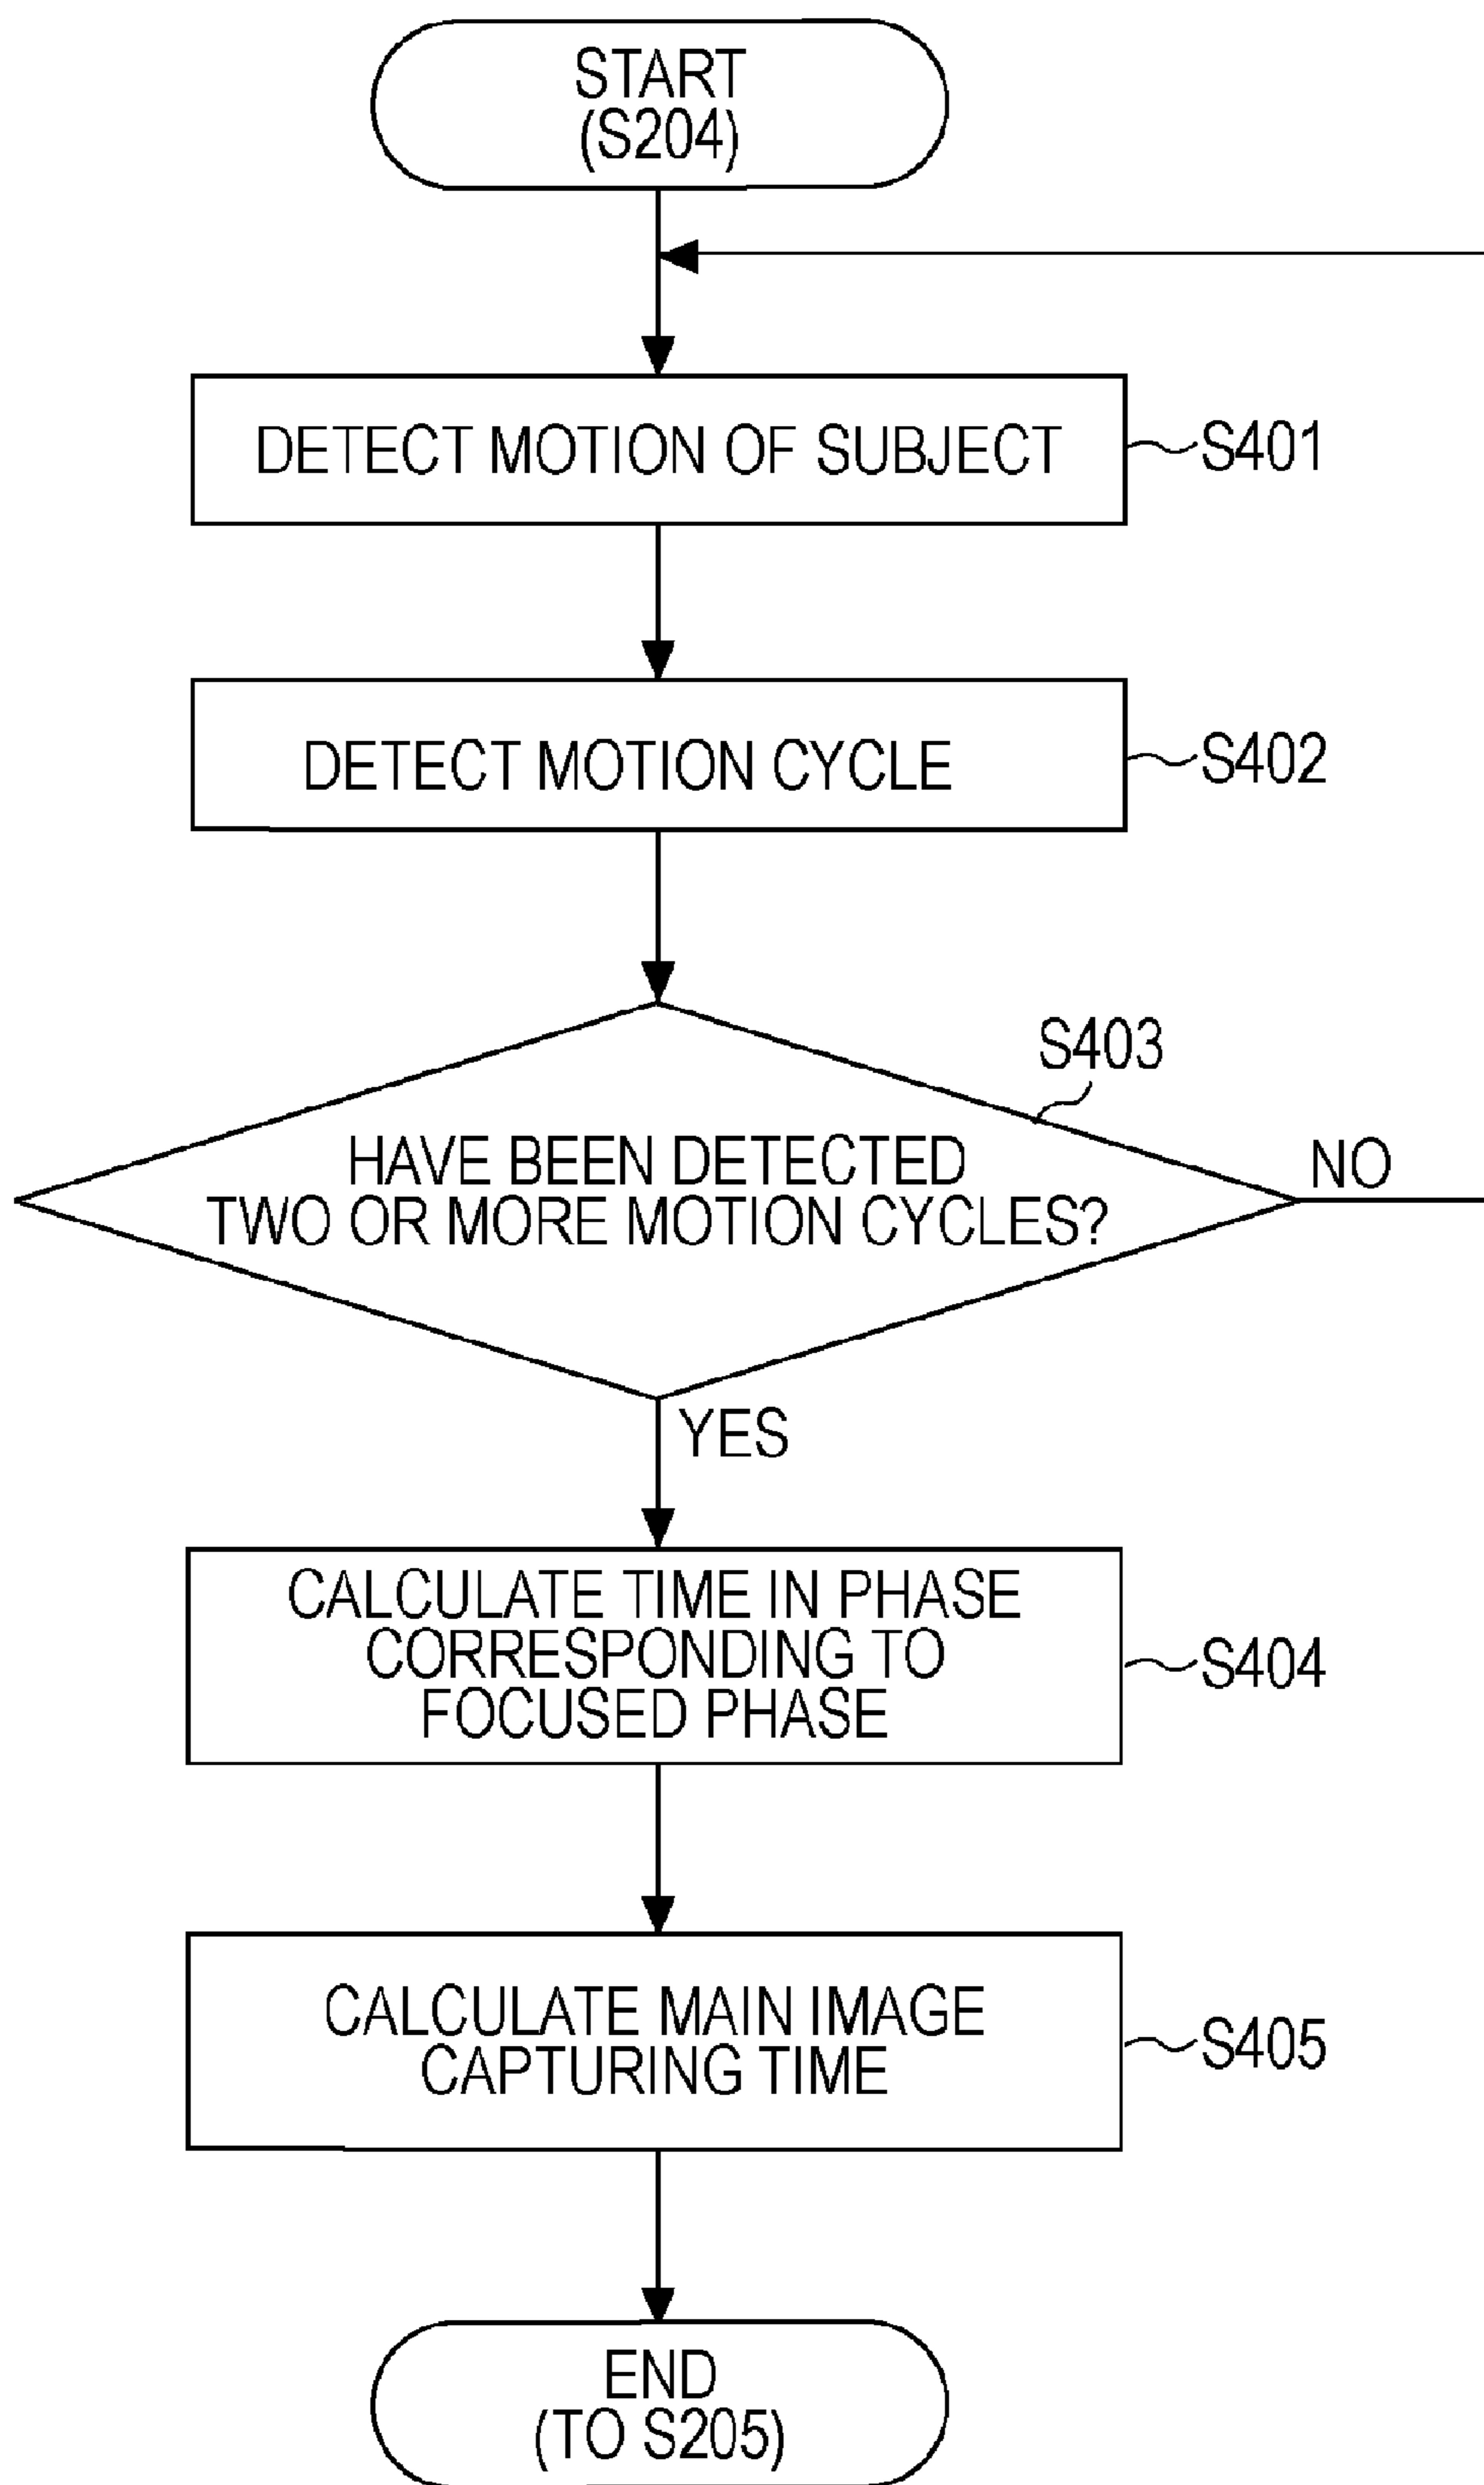 START
(S204)
DETECT MOTION OF SUBJECT
S401
DETECT MOTION CYCLE
S402
S403
HAVE BEEN DETECTED
TWO OR MORE MOTION CYCLES?
NO
YES
CALCULATE TIME IN PHASE
CORRESPONDING TO
FOCUSED PHASE
S404
CALCULATE MAIN IMAGE
CAPTURING TIME
S405
END
(TO S205)